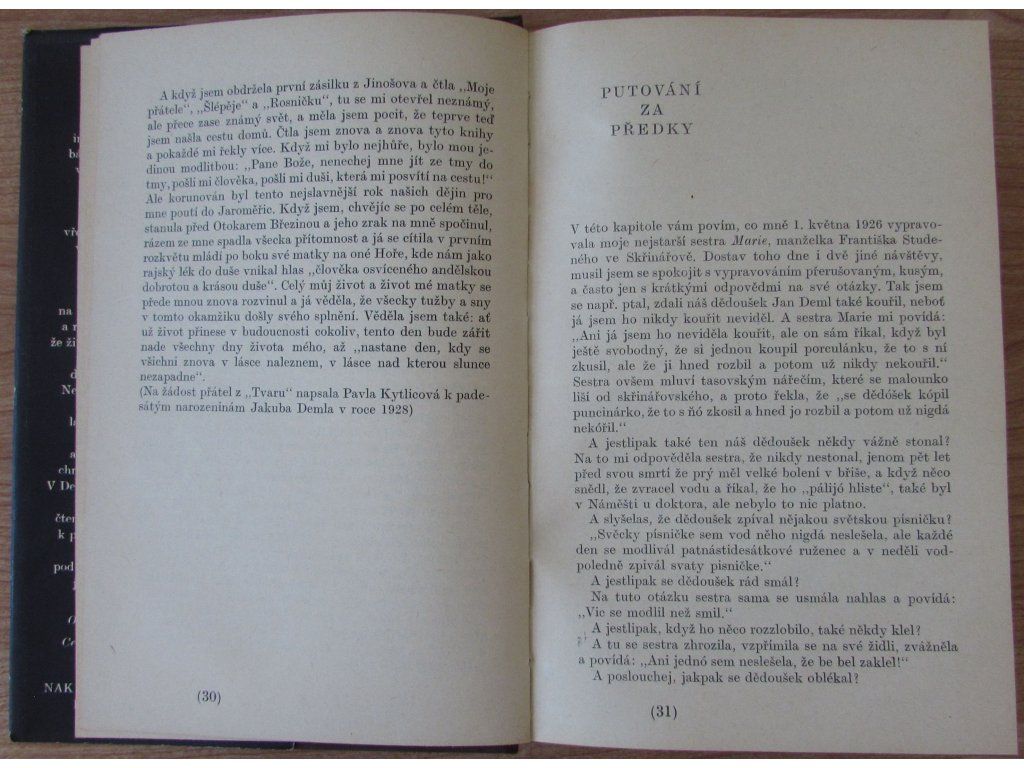 A když jsem obdržela první zásilku z Jinošova a čtla „Moje
přátele“, „Šlépěje“ a „Rosničku“, tu se mi otevřel neznámý,
ale přece zase známý svět, a měla jsem pocit, že teprve teď
jsem našla cestu domů. Čtla jsem znova a znova tyto knihy
a pokaždé mi řekly více. Když mi bylo nejhůře, bylo mou je-
dinou modlitbou: „Pane Bože, nenechej mne jít ze tmy do
tmy, pošli mi člověka, pošli mi duši, která mi posvítí na cestu!“
Ale korunován byl tento nejslavnější rok našich dějin pro
mne poutí do Jaroměřic. Když jsem, chvějíc se po celém těle,
stanula před Otokarem Březinou a jeho zrak na mně spočinul,
rázem ze mne spadla všecka přítomnost a já se cítila v prvním
rozkvětu mládí po boku své matky na oné Hoře, kde nám jako
rajský lék do duše vnikal hlas „člověka osvíceného andělskou
dobrotou a krásou duše“. Celý můj život a život mé matky se
přede mnou znova rozvinul a já věděla, že všecky tužby a sny
v tomto okamžiku došly svého splnění. Věděla jsem také: ať
už život přinese v budoucnosti cokoliv, tento den bude zářit
nade všechny dny života mého, až „nastane den, kdy se
všichni znova v lásce naleznem, v lásce nad kterou slunce
nezapadne“.
(Na žádost přátel z „Tvaru“ napsala Pavla Kytlicová k pade-
sátým narozeninám Jakuba Demla v roce 1928)
(30)
PUTOVÁNÍ
ZA
PŘEDKY
V této kapitole vám povím, co mně 1. května 1926 vypravo-
vala moje nejstarší sestra Marie, manželka Františka Stude-
ného ve Skřinářově. Dostav toho dne i dvě jiné návštěvy,
musil jsem se spokojit s vypravováním přerušovaným, kusým,
a často jen s krátkými odpovědmi na své otázky. Tak jsem
se např. ptal, zdali náš dědoušek Jan Deml také kouřil, neboť
já jsem ho nikdy kouřit neviděl. A sestra Marie mi povídá:
„Ani já jsem ho neviděla kouřit, ale on sám říkal, když byl
ještě svobodný, že si jednou koupil porculánku, že to s ní
zkusil, ale že ji hned rozbil a potom už nikdy nekouřil.“
Sestra ovšem mluví tasovským nářečím, které se malounko
liší od skřinářovského, a proto řekla, že „se dědóšek kópil
puncinárko, že to s ňó zkosil a hned jo rozbil a potom už nigdá
nekóřil.“
A jestlipak také ten náš dědoušek někdy vážně stonal?
Na to mi odpověděla sestra, že nikdy nestonal, jenom pět let
před svou smrtí že prý měl velké bolení v břiše, a když něco
snědl, že zvracel vodu a říkal, že ho „pálijó hliste“, také byl
v Náměšti u doktora, ale nebylo to nic platno.
A slyšelas, že dědoušek zpíval nějakou světskou písničku?
„Svěcky písničke sem vod něho nigdá neslešela, ale každé
den se modlivál patnástidesátkové ruženec a v neděli vod-
poledně zpivál svaty pisničke.“
A jestlipak se dědoušek rád smál?
Na tuto otázku sestra sama se usmála nahlas a povídá:
„Vic se modlil než smil.“
A jestlipak, když ho něco rozzlobilo, také někdy klel?
A tu se sestra zhrozila, vzpřímila se na své židli, zvážněla
a povídá: „Ani jednó sem neslešela, že be bel zaklel!“
A poslouchej, jakpak se dědoušek oblékal?
(31)